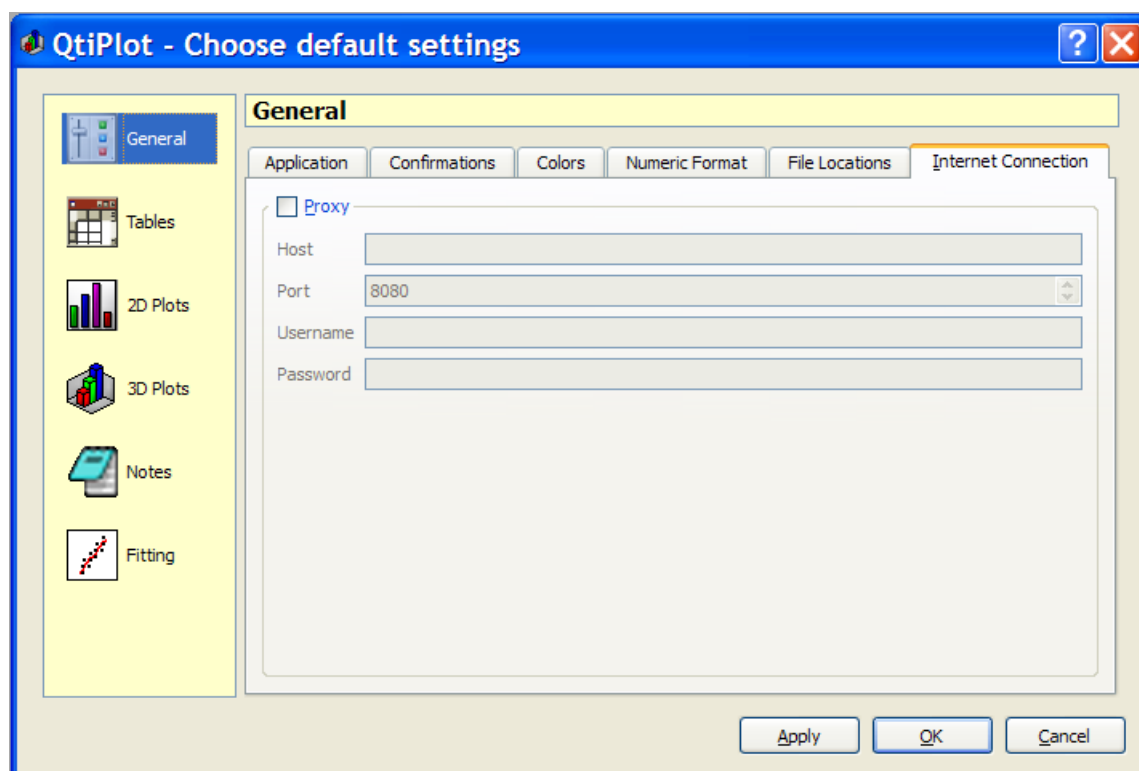 QtiPlot - Choose default settings
General
Tables
2D Plots
3D Plots
Notes
Fitting
General
Application Confirmations Colors Numeric Format File Locations Internet Connection
Proxy
Host
Port 8080
Username
Password
Apply OK Cancel